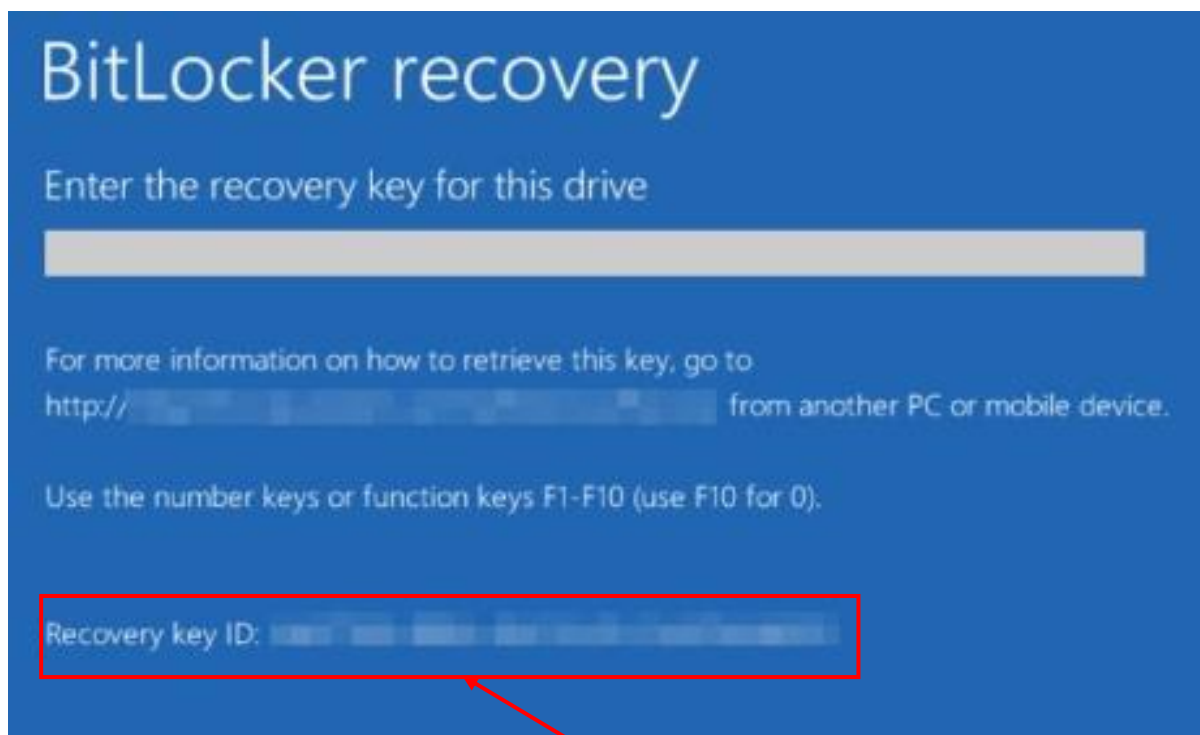 BitLocker recovery
Enter the recovery key for this drive
For more information on how to retrieve this key, go to
http:// from another PC or mobile device.
Use the number keys or function keys F1-F10 (use F10 for 0).
Recovery key ID: